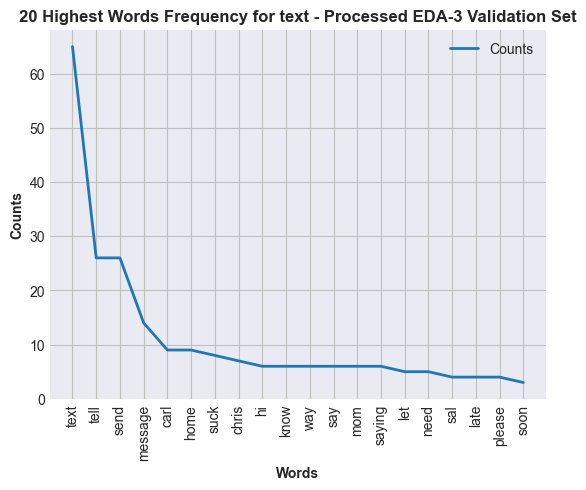 20 Highest Words Frequency for text - Processed EDA-3 Validation Set
Counts
60
50
40
30
20
10
0
Counts
text
tell
send
message
carl
home
suck
chris
hi
know
way
say
mom
saying
let
need
sal
late
please
soon
Words